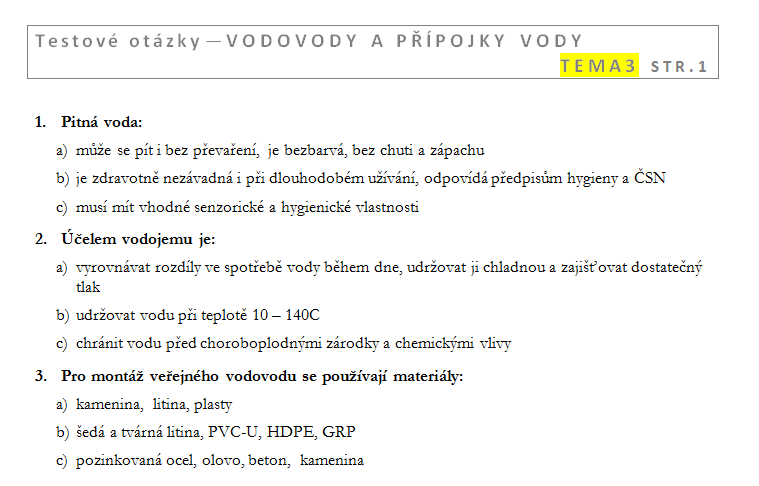 Testové otázky – VODOVODY A PŘÍPOJKY VODY
TEMA3 STR.1
1. Pitná voda:
a) může se pít i bez převaření, je bezbarvá, bez chuti a zápachu
b) je zdravotně nezávadná i při dlouhodobém užívání, odpovídá předpisům hygieny a ČSN
c) musí mít vhodné senzorické a hygienické vlastnosti
2. Účelem vodojemu je:
a) vyrovnávat rozdíly ve spotřebě vody během dne, udržovat ji chladnou a zajišťovat dostatečný
tlak
b) udržovat vodu při teplotě 10 – 140C
c) chránit vodu před choroboplodnými zárodky a chemickými vlivy
3. Pro montáž veřejného vodovodu se používají materiály:
a) kamenina, litina, plasty
b) šedá a tvárná litina, PVC-U, HDPE, GRP
c) pozinkovaná ocel, olovo, beton, kamenina